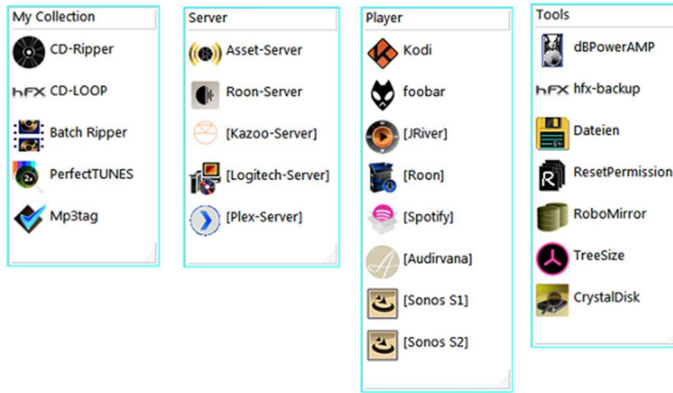 My Collection
CD-Ripper
hFX CD-LOOP
Batch Ripper
2x
PerfectTUNES
Mp3tag
Server
Asset-Server
Roon-Server
[Kazoo-Server]
[Logitech-Server]
[Plex-Server]
Player
Kodi
foobar
[JRiver]
[Roon]
[Spotify]
[Audirvana]
[Sonos S1]
[Sonos S2]
Tools
dBPowerAMP
hFX hfx-backup
Dateien
R
ResetPermission
RoboMirror
TreeSize
CrystalDisk